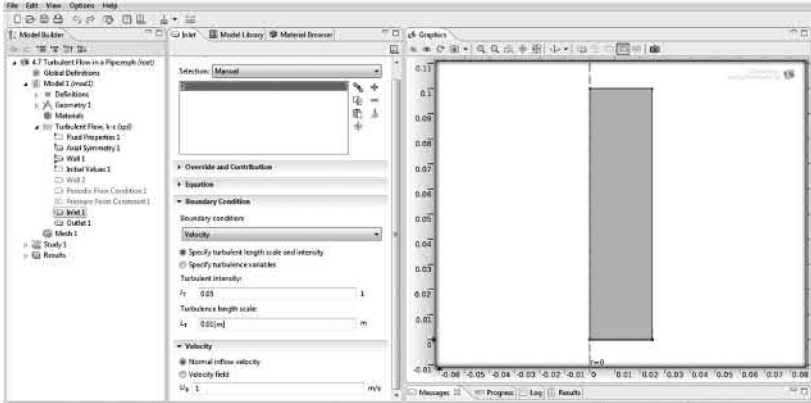 File Edit View Options Help
Model Builder
4.7 Turbulent Flow in a Pipe.mph (root)
Global Definitions
Model 1 (mod1)
Definitions
Geometry 1
Materials
Turbulent Flow, k-ε (spf)
Fluid Properties 1
Axial Symmetry 1
Wall 1
Initial Values 1
Wall 2
Periodic Flow Condition 1
Pressure Point Constraint 1
Inlet 1
Outlet 1
Mesh 1
Study 1
Results
Inlet Model Library Material Browser
Selection: Manual
Override and Contribution
Equation
Boundary Condition
Boundary condition:
Velocity
Specify turbulent length scale and intensity
Specify turbulence variables
Turbulent intensity:
I_T 0.05 1
Turbulence length scale:
L_T 0.01[m] m
Velocity
Normal inflow velocity
Velocity field
U_0 1 m/s
Graphics
0.11
0.1
0.09
0.08
0.07
0.06
0.05
0.04
0.03
0.02
0.01
0
-0.01
r=0
-0.06 -0.05 -0.04 -0.03 -0.02 -0.01 0 0.01 0.02 0.03 0.04 0.05 0.06 0.07 0.08
Messages Progress Log Results